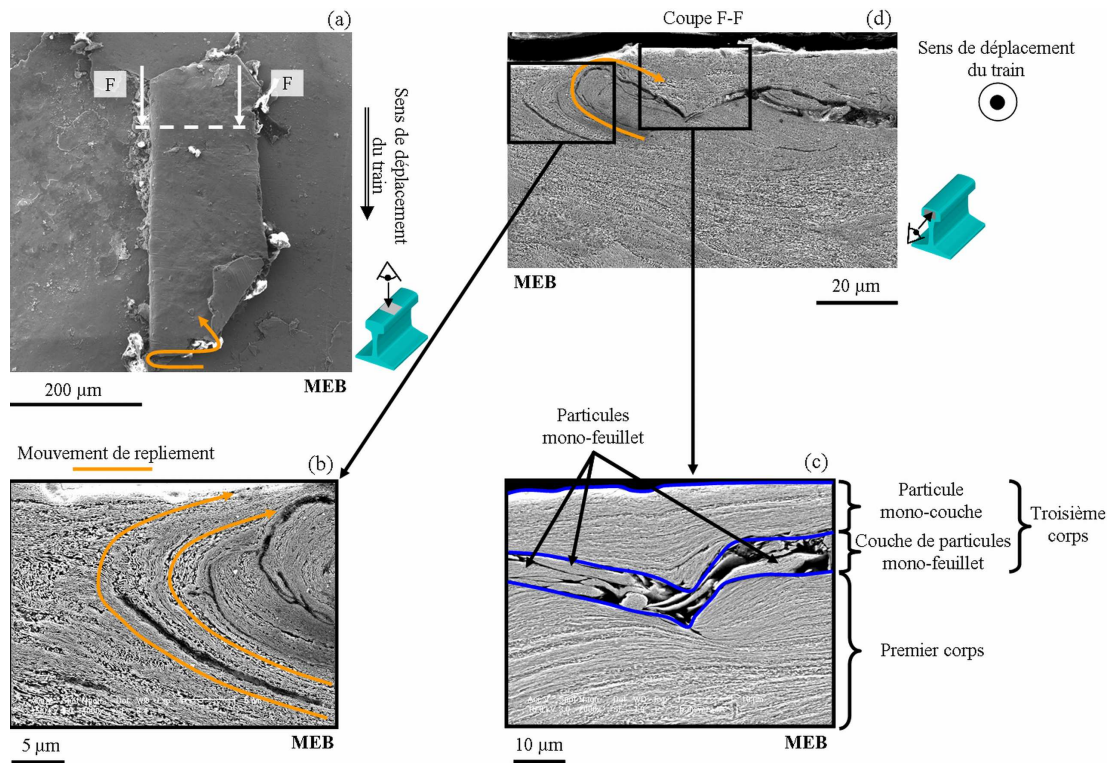 (a)
F
F
Sens de déplacement
du train
MEB
200 µm
Coupe F-F
(d)
Sens de déplacement
du train
MEB
20 µm
Mouvement de repliement
(b)
MEB
5 µm
Particules
mono-feuillet
(c)
Particule
mono-couche
Couche de particules
mono-feuillet
Troisième
corps
Premier corps
MEB
10 µm